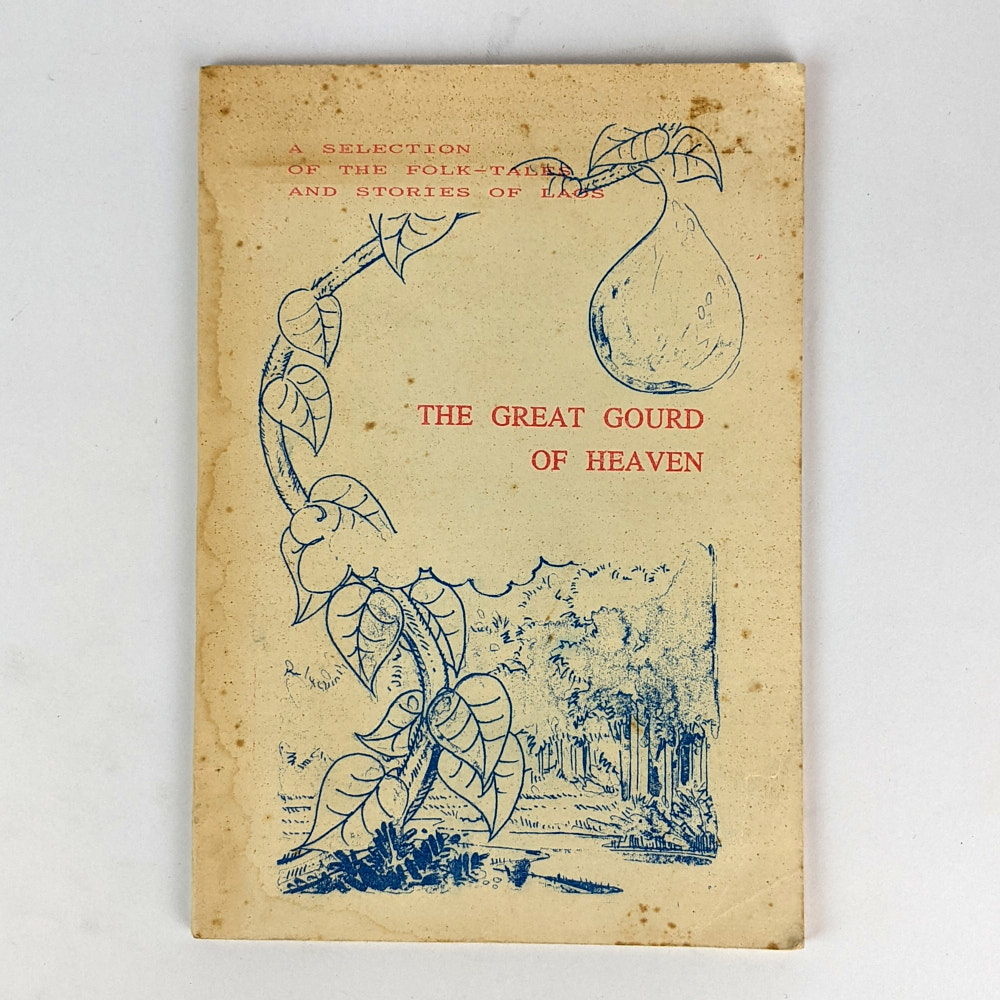 A SELECTION
OF THE FOLK-TALES
AND STORIES OF LAOS
THE GREAT GOURD
OF HEAVEN